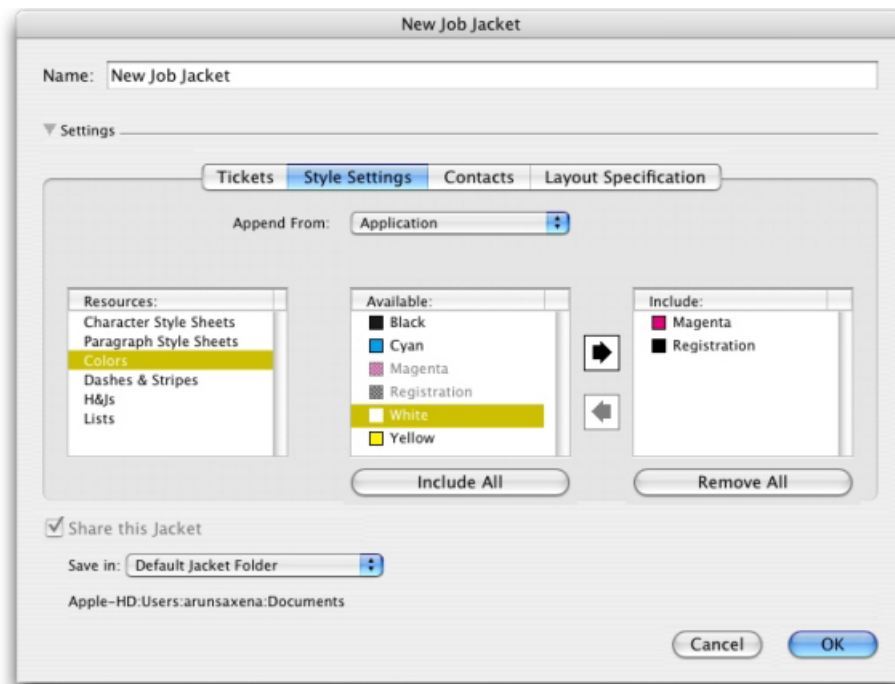 New Job Jacket
Name: New Job Jacket
Settings
Tickets Style Settings Contacts Layout Specification
Append From: Application
Resources:
Character Style Sheets
Paragraph Style Sheets
Colors
Dashes & Stripes
H&Js
Lists
Available:
Black
Cyan
Magenta
Registration
White
Yellow
Include All
Include:
Magenta
Registration
Remove All
Share this Jacket
Save in: Default Jacket Folder
Apple-HD:Users:arunsaxena:Documents
Cancel OK